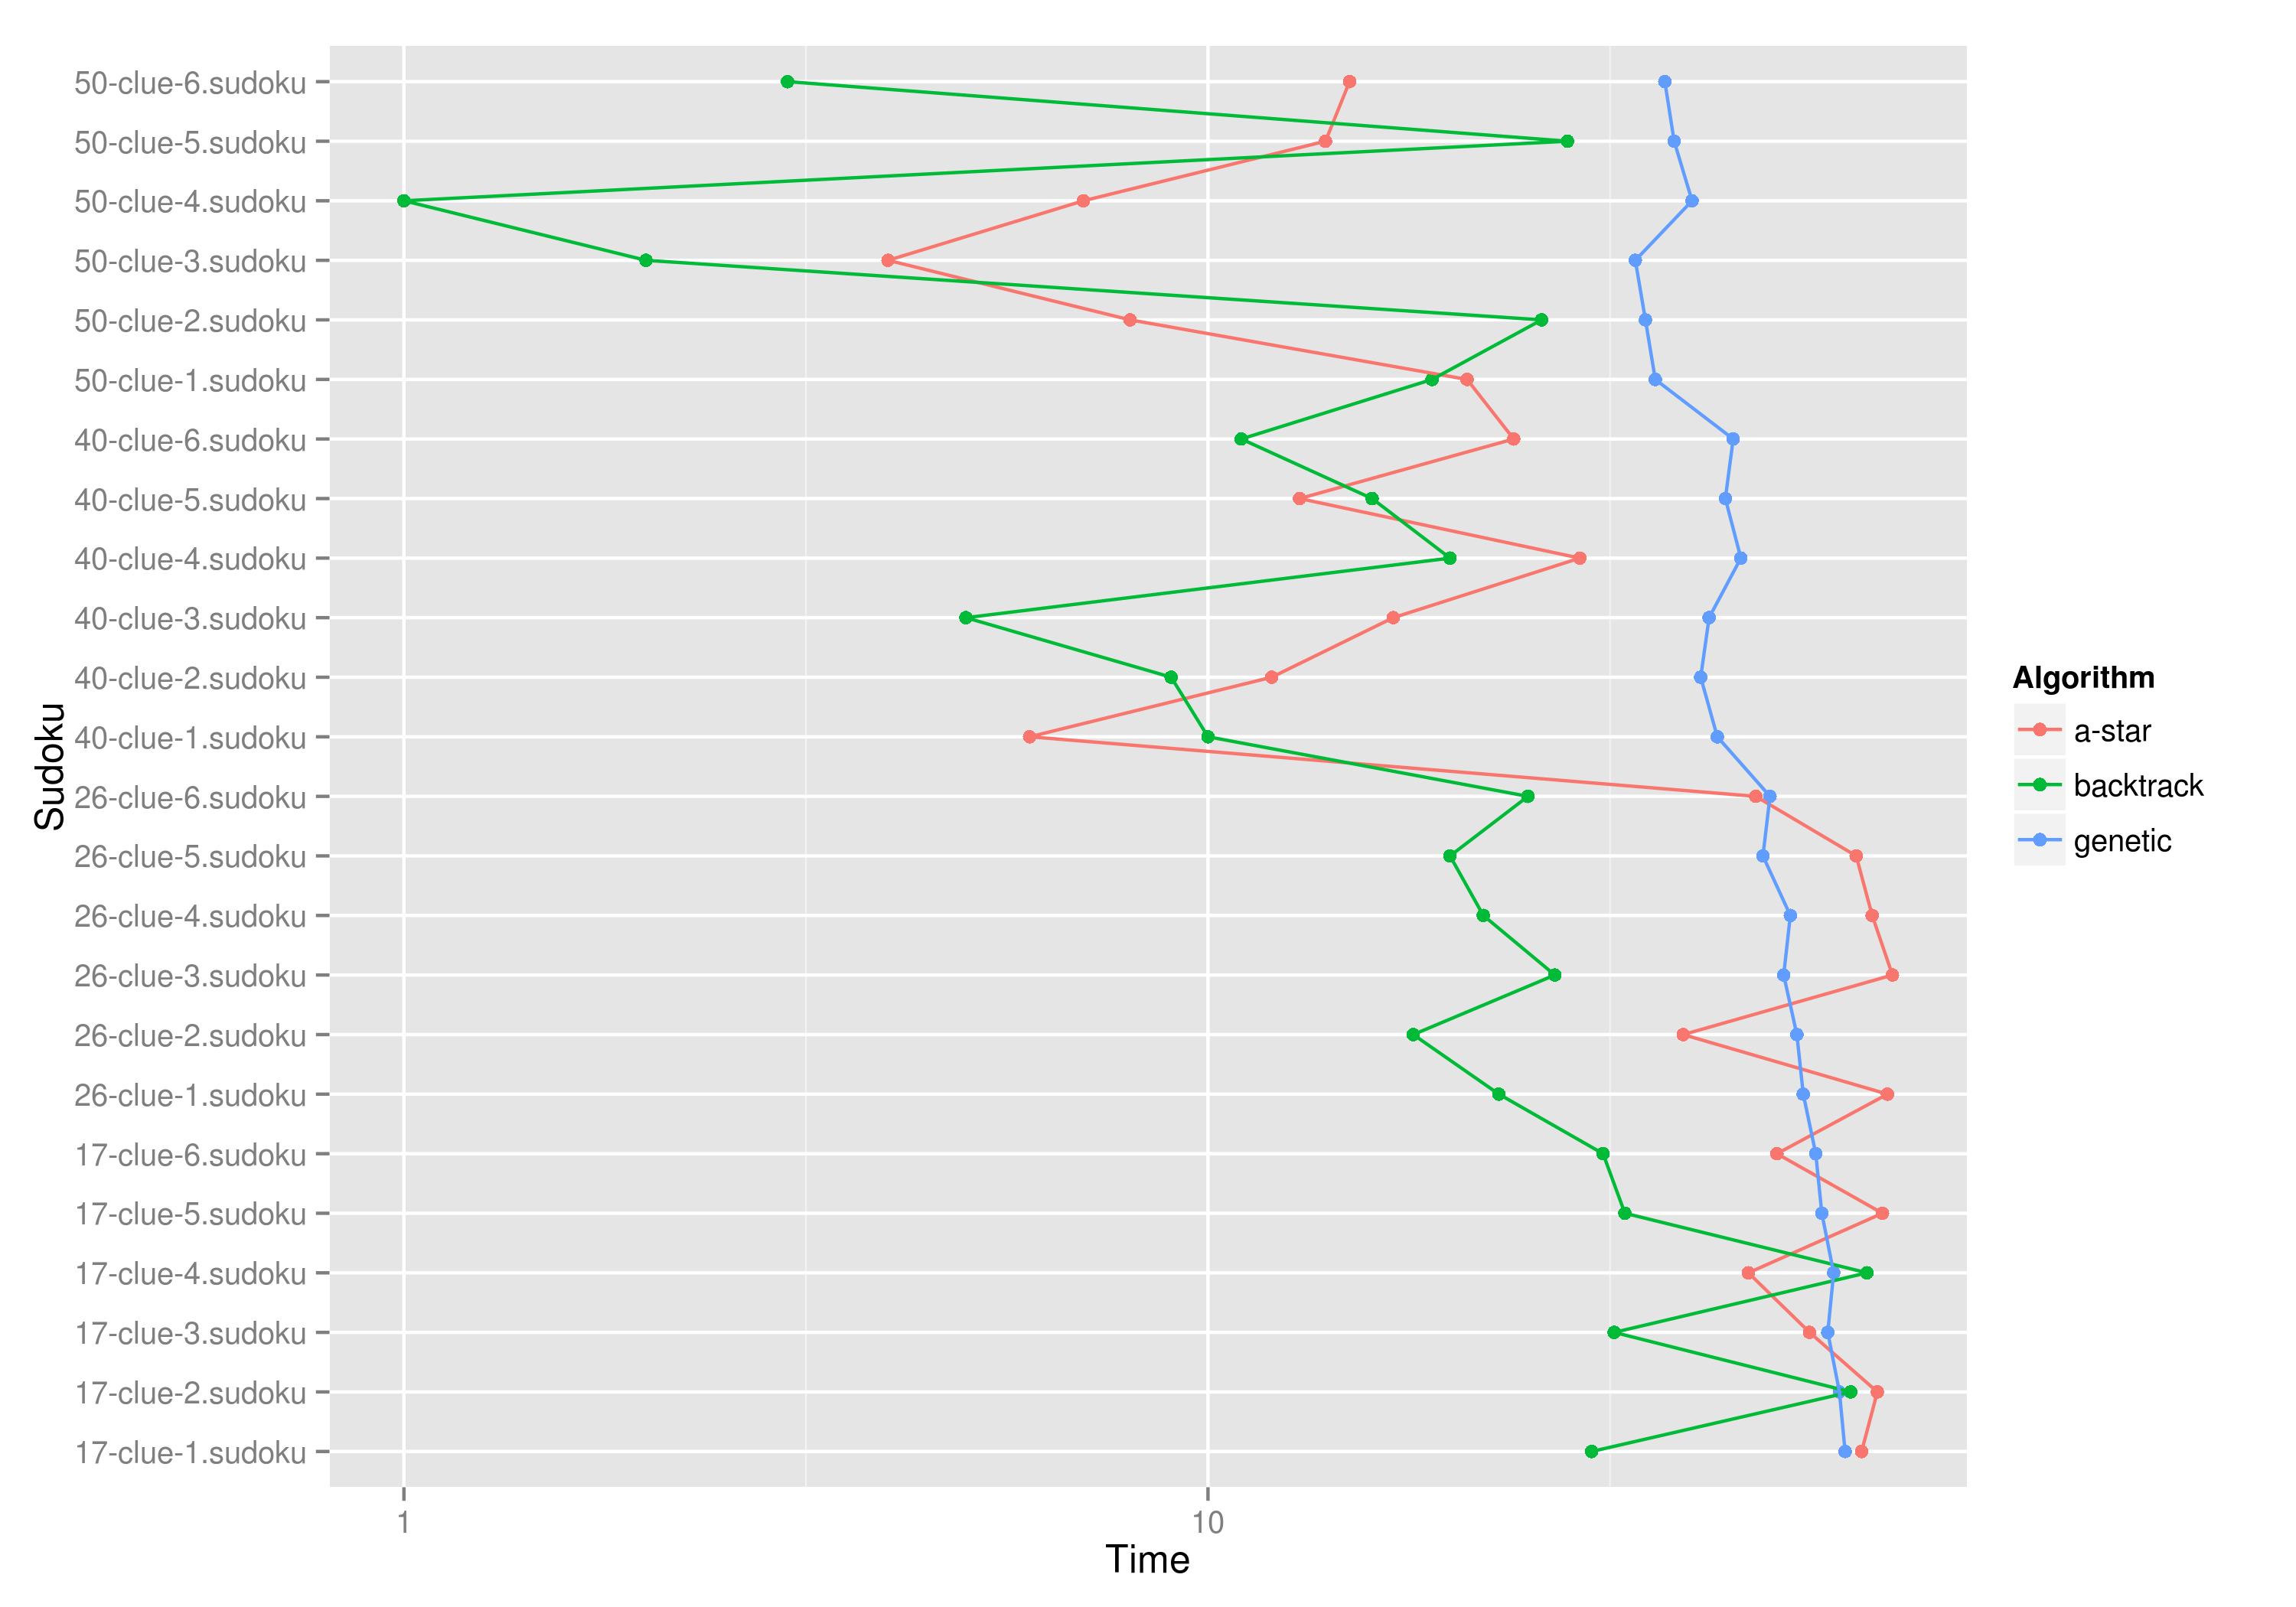 50-clue-6.sudoku
50-clue-5.sudoku
50-clue-4.sudoku
50-clue-3.sudoku
50-clue-2.sudoku
50-clue-1.sudoku
40-clue-6.sudoku
40-clue-5.sudoku
40-clue-4.sudoku
40-clue-3.sudoku
40-clue-2.sudoku
40-clue-1.sudoku
26-clue-6.sudoku
26-clue-5.sudoku
26-clue-4.sudoku
26-clue-3.sudoku
26-clue-2.sudoku
26-clue-1.sudoku
17-clue-6.sudoku
17-clue-5.sudoku
17-clue-4.sudoku
17-clue-3.sudoku
17-clue-2.sudoku
17-clue-1.sudoku
Sudoku
1 10
Time
Algorithm
a-star
backtrack
genetic